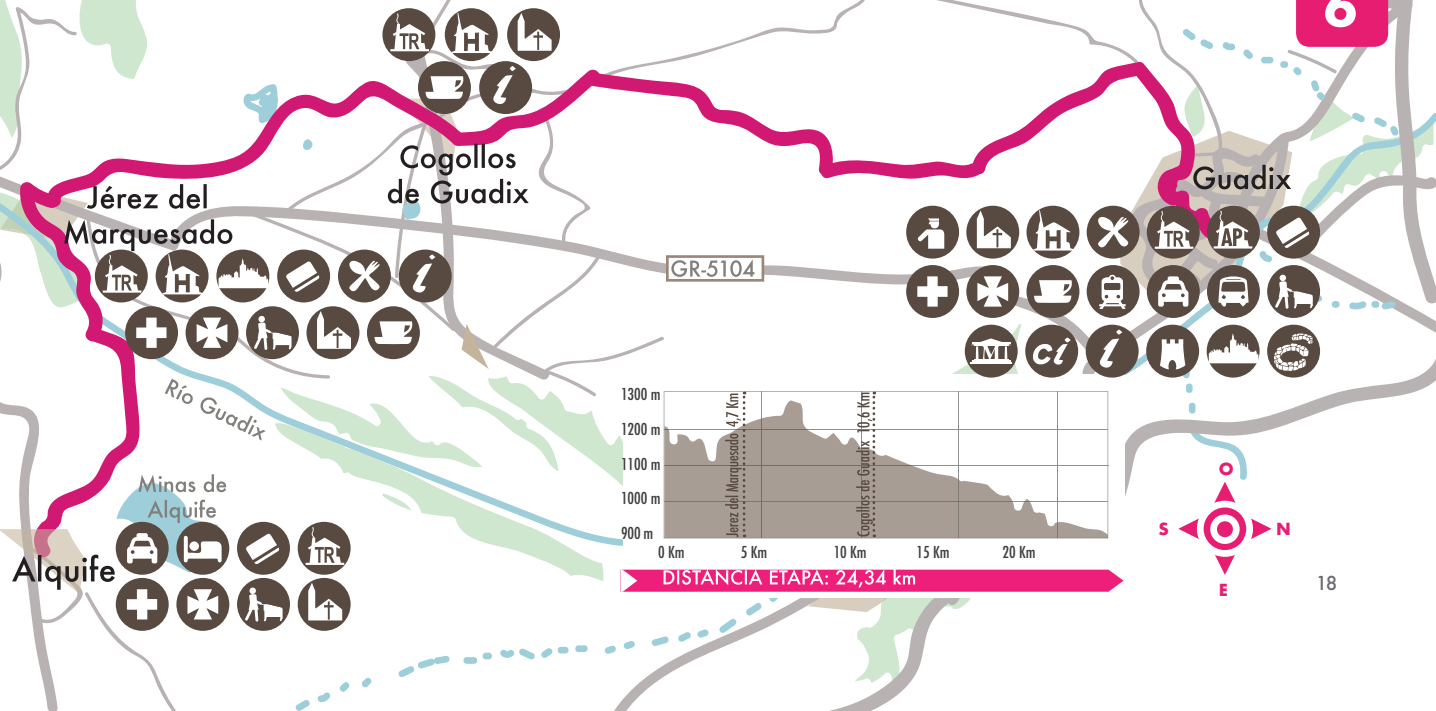 6
TR
H
i
Cogollos
de Guadix
Jérez del
Marquesado
TR
H
i
Guadix
H
TR
AP
M
ci
i
GR-5104
Río Guadix
Minas de
Alquife
TR
Alquife
1300 m
1200 m
1100 m
1000 m
900 m
Jerez del Marquesado 4,7 Km
Cogollos de Guadix 10,6 Km
0 Km
5 Km
10 Km
15 Km
20 Km
DISTANCIA ETAPA: 24,34 km
O
S
N
E
18